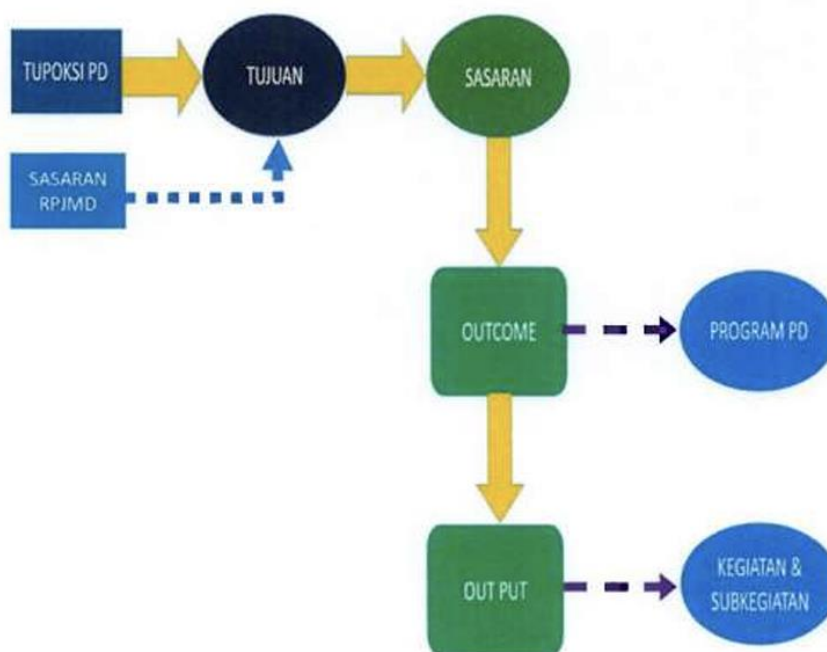 TUPOKSI PD
TUJUAN
SASARAN
SASARAN
RPJMD
OUTCOME
PROGRAM PD
OUT PUT
KEGIATAN &
SUBKEGIATAN